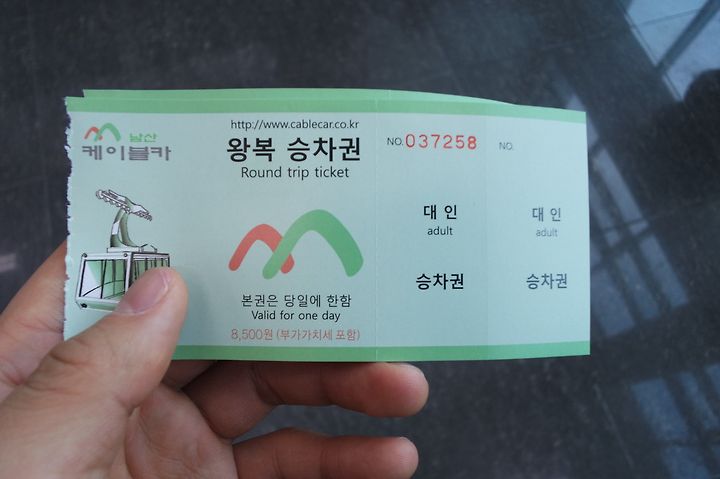 남산
케이블카
http://www.cablecar.co.kr
왕복 승차권
Round trip ticket
본권은 당일에 한함
Valid for one day
8,500원 (부가가치세 포함)
NO. 037258
대 인
adult
승차권
NO.
대 인
adult
승차권